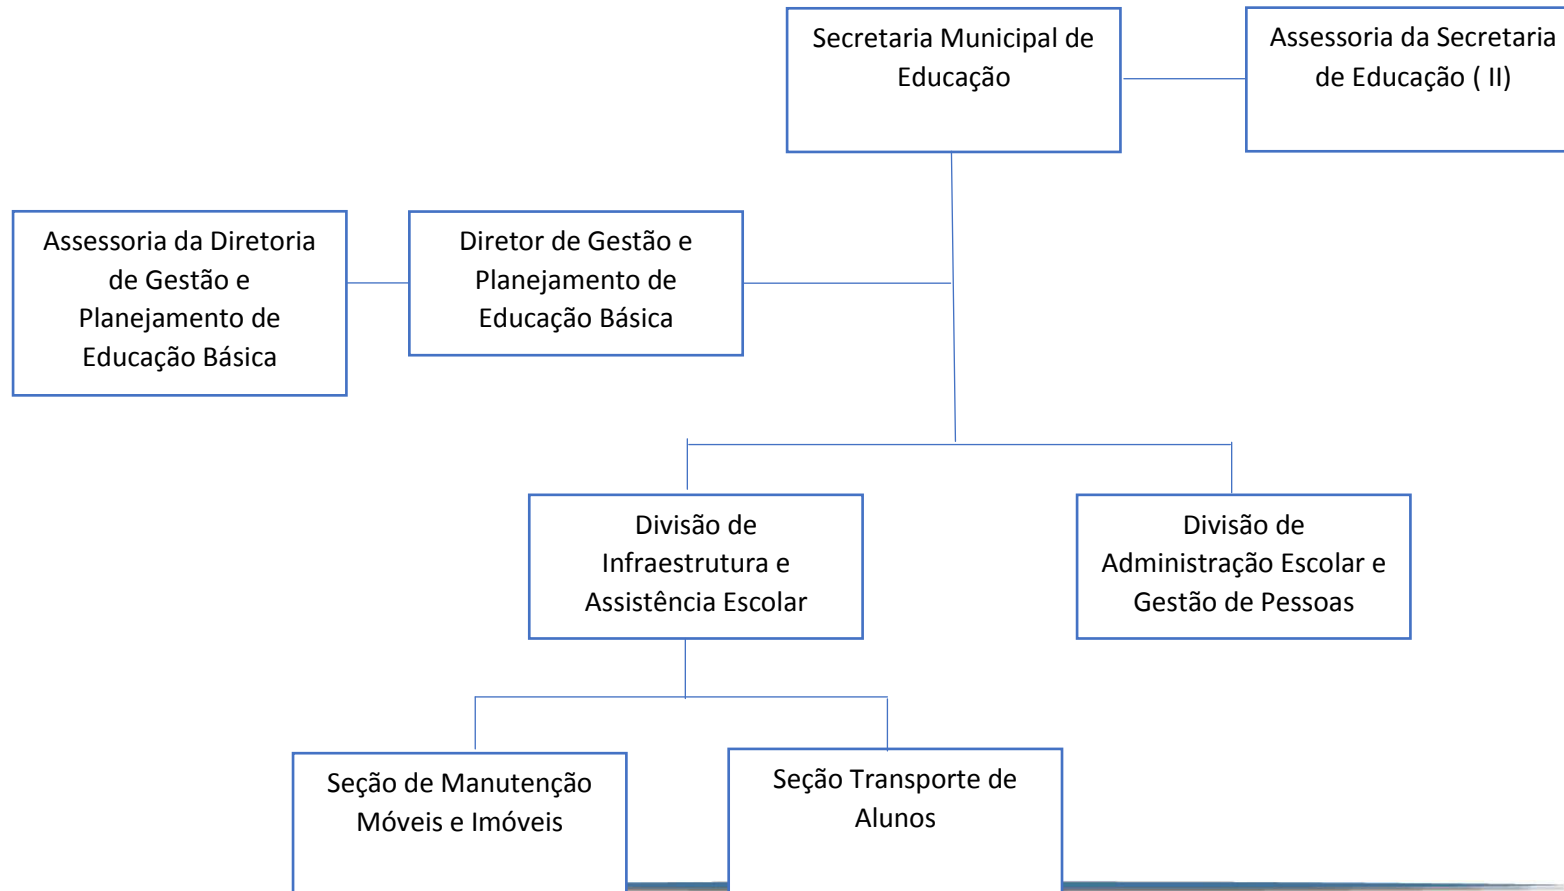 Secretaria Municipal de
Educação
Assessoria da Secretaria
de Educação ( II)
Assessoria da Diretoria
de Gestão e
Planejamento de
Educação Básica
Diretor de Gestão e
Planejamento de
Educação Básica
Divisão de
Infraestrutura e
Assistência Escolar
Divisão de
Administração Escolar e
Gestão de Pessoas
Seção de Manutenção
Móveis e Imóveis
Seção Transporte de
Alunos